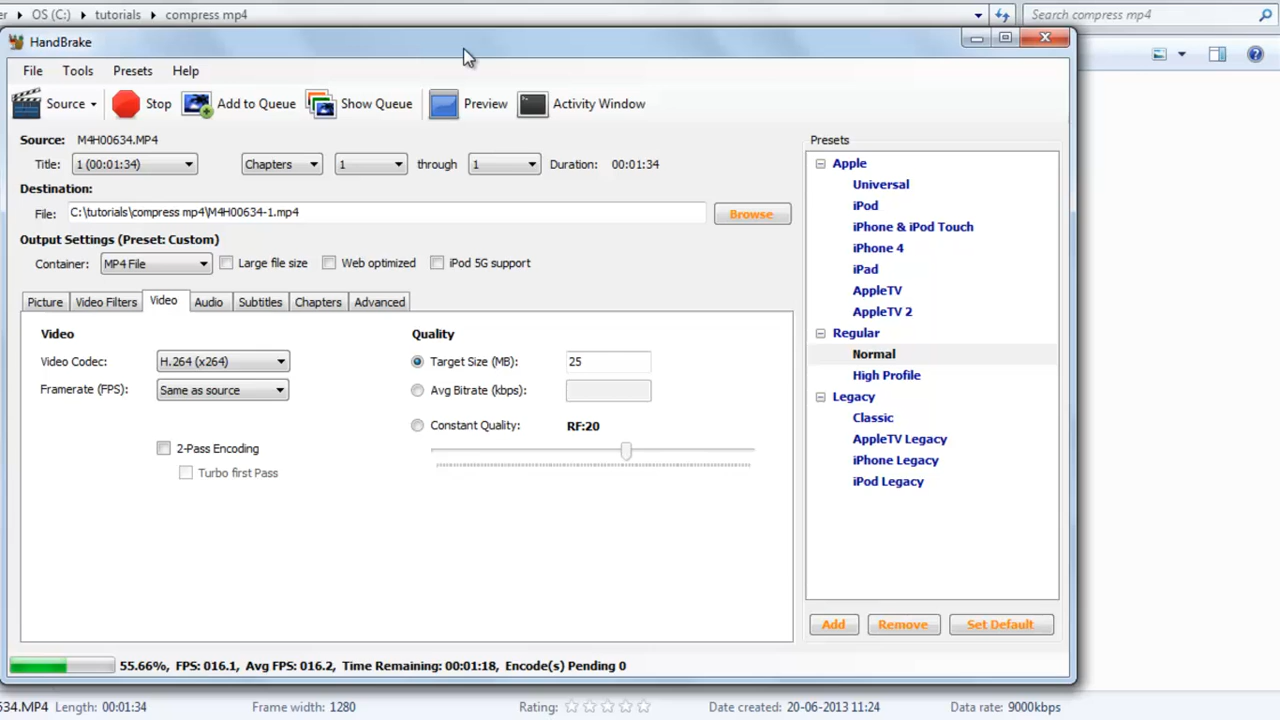 er ▸ OS (C:) ▸ tutorials ▸ compress mp4
Search compress mp4
HandBrake
File Tools Presets Help
Source Stop Add to Queue Show Queue Preview Activity Window
Source: M4H00634.MP4
Title: 1 (00:01:34) Chapters 1 through 1 Duration: 00:01:34
Destination:
File: C:\tutorials\compress mp4\M4H00634-1.mp4 Browse
Output Settings (Preset: Custom)
Container: MP4 File Large file size Web optimized iPod 5G support
Picture Video Filters Video Audio Subtitles Chapters Advanced
Video
Video Codec: H.264 (x264)
Framerate (FPS): Same as source
2-Pass Encoding
Turbo first Pass
Quality
Target Size (MB): 25
Avg Bitrate (kbps):
Constant Quality: RF:20
Presets
Apple
Universal
iPod
iPhone & iPod Touch
iPhone 4
iPad
AppleTV
AppleTV 2
Regular
Normal
High Profile
Legacy
Classic
AppleTV Legacy
iPhone Legacy
iPod Legacy
Add Remove Set Default
55.66%, FPS: 016.1, Avg FPS: 016.2, Time Remaining: 00:01:18, Encode(s) Pending 0
634.MP4 Length: 00:01:34 Frame width: 1280 Rating: Date created: 20-06-2013 11:24 Data rate: 9000kbps